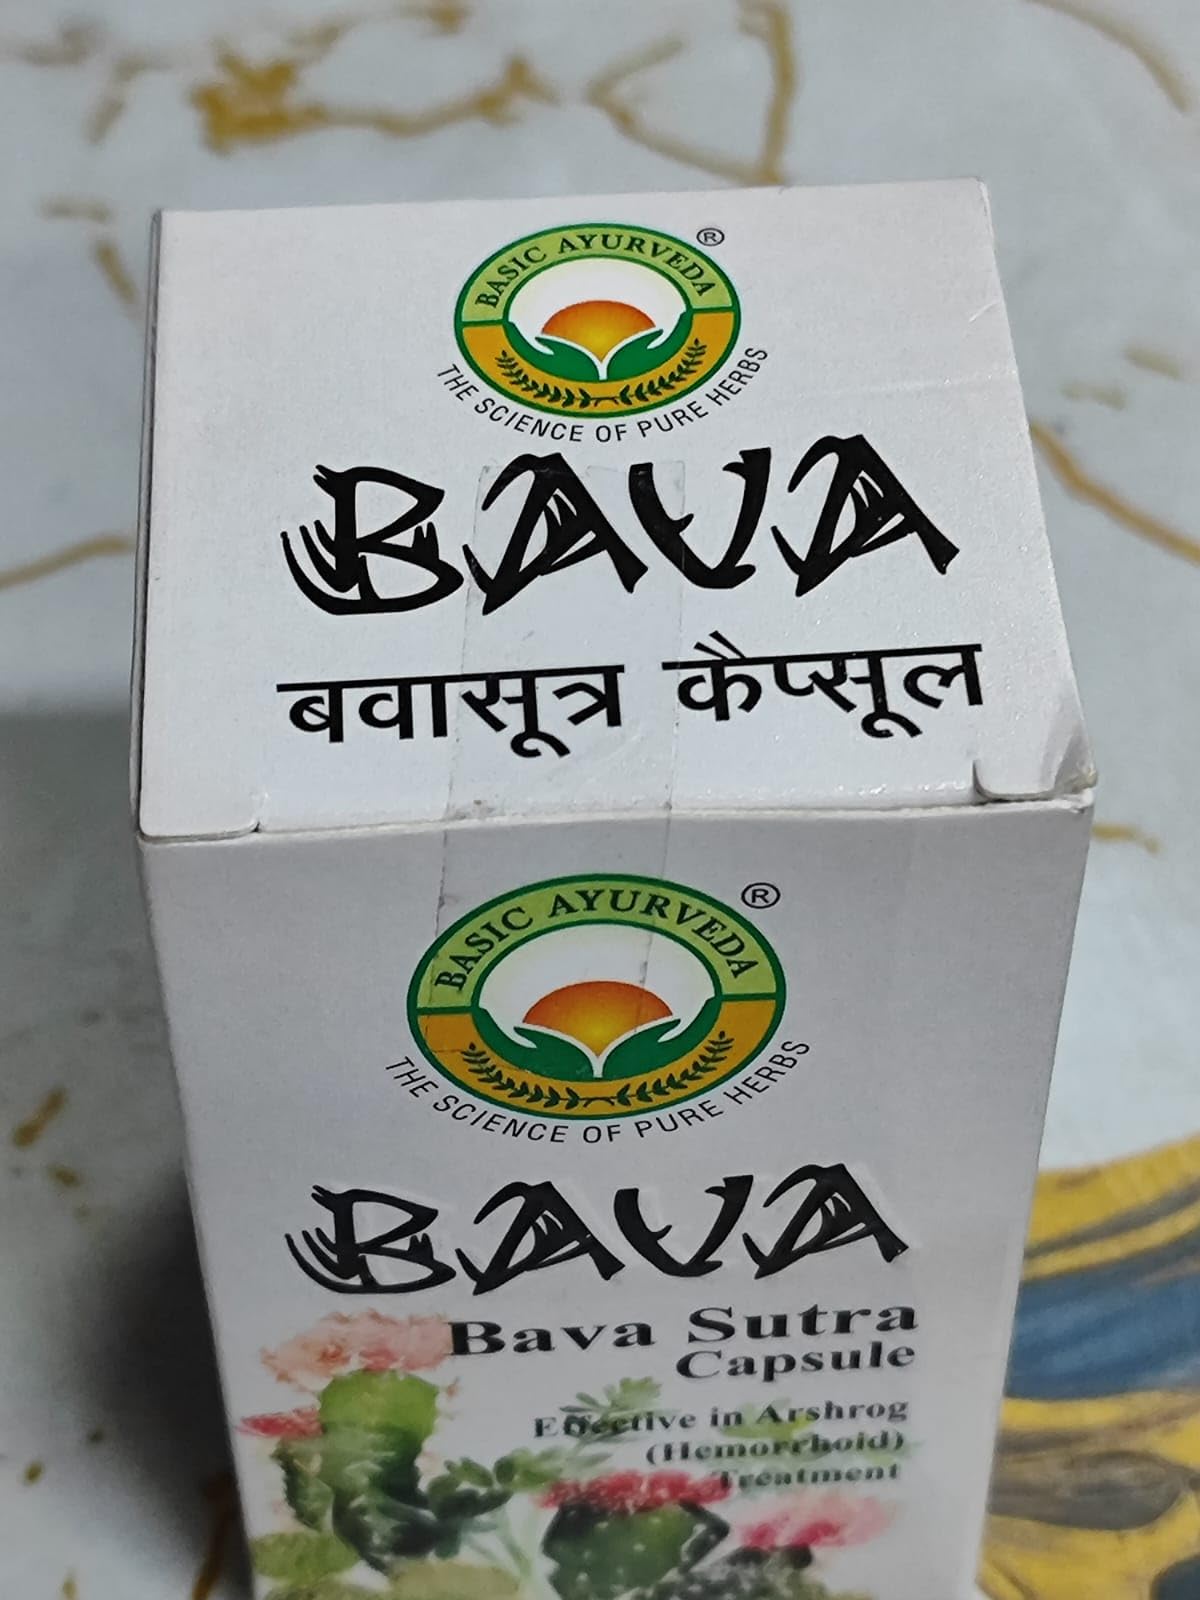 BASIC AYURVEDA
®
THE SCIENCE OF PURE HERBS
BAVA
बवासूत्र कैप्सूल
BASIC AYURVEDA
®
THE SCIENCE OF PURE HERBS
BAVA
Bava Sutra
Capsule
Effective in Arshrog
(Hemorrhoid)
Treatment